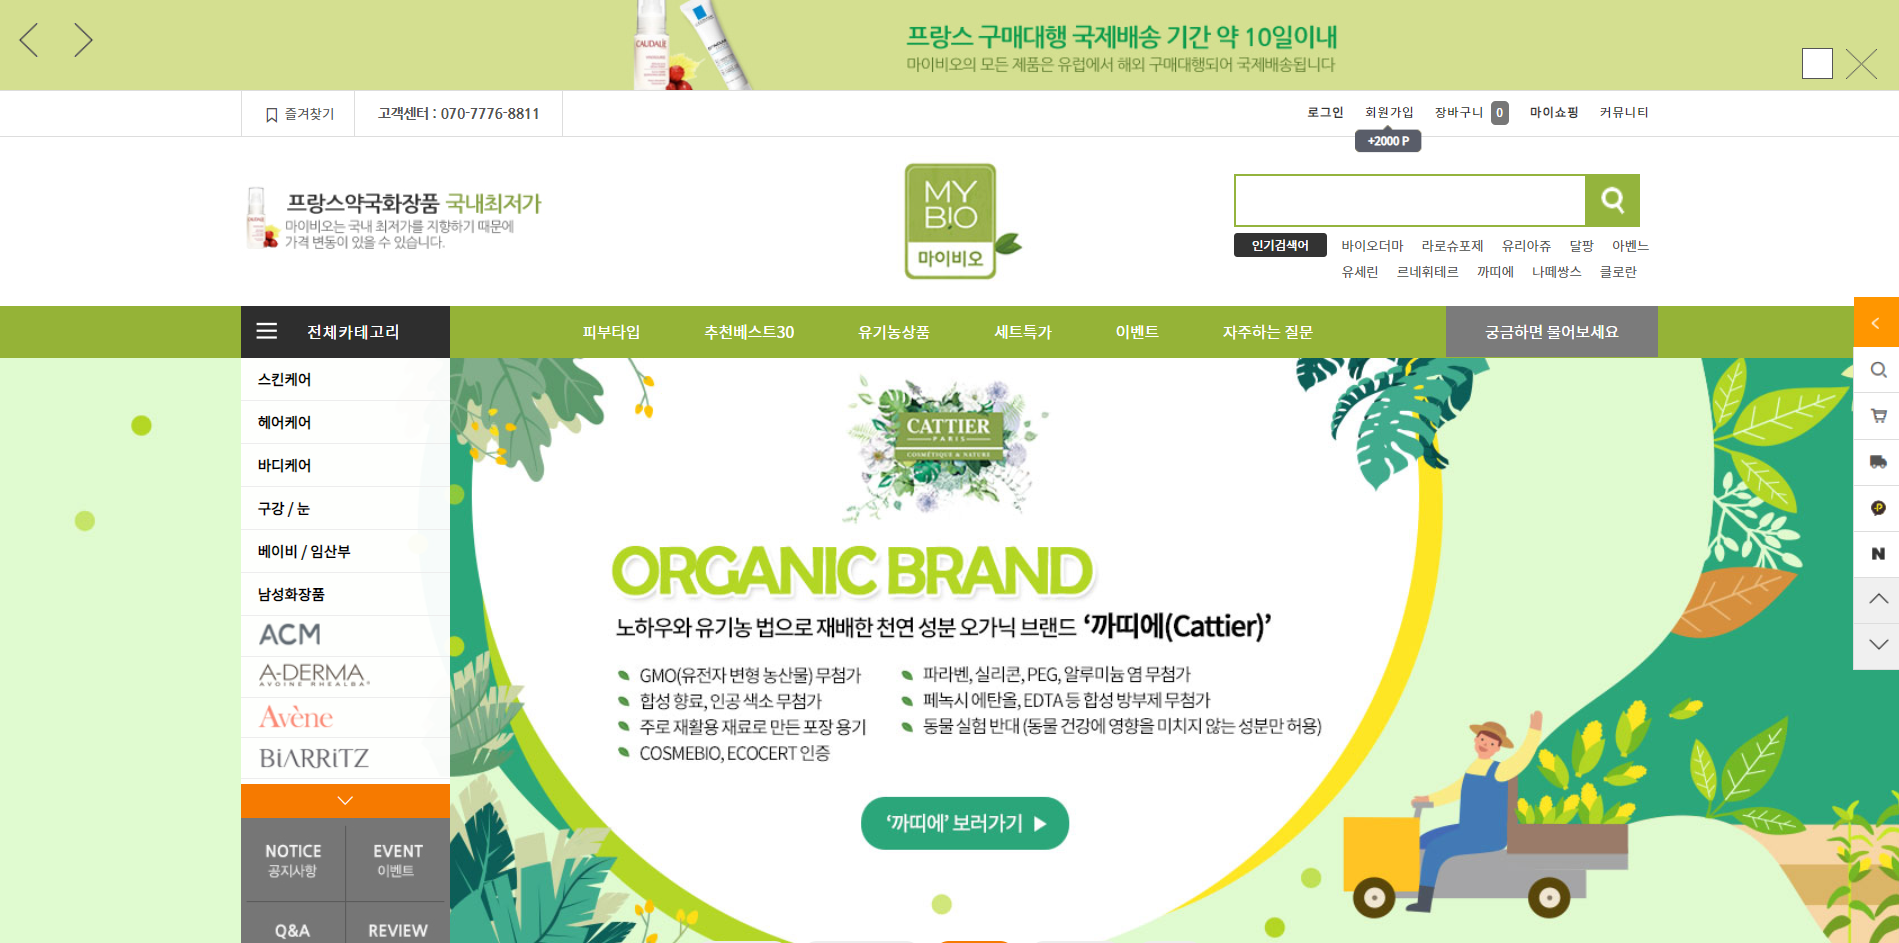 프랑스 구매대행 국제배송 기간 약 10일이내
마이비오의 모든 제품은 유럽에서 해외 구매대행되어 국제배송됩니다
CAUDALIE
즐겨찾기
고객센터 : 070-7776-8811
로그인 회원가입 장바구니 0 마이쇼핑 커뮤니티
+2000 P
프랑스약국화장품 국내최저가
마이비오는 국내 최저가를 지향하기 때문에
가격 변동이 있을 수 있습니다.
MY
BIO
마이비오
인기검색어 바이오더마 라로슈포제 유리아쥬 달팡 아벤느
유세린 르네휘테르 까띠에 나떼쌍스 클로란
전체카테고리 피부타입 추천베스트30 유기농상품 세트특가 이벤트 자주하는 질문 궁금하면 물어보세요
스킨케어
헤어케어
바디케어
구강 / 눈
베이비 / 임산부
남성화장품
ACM
A-DERMA
AVOINE RHEALBA
Avène
BiARRiTZ
NOTICE
공지사항
EVENT
이벤트
Q&A
REVIEW
CATTIER
PARIS
COSMÉTIQUE & NATURE
ORGANIC BRAND
노하우와 유기농 법으로 재배한 천연 성분 오가닉 브랜드 ‘까띠에(Cattier)’
GMO(유전자 변형 농산물) 무첨가
합성 향료, 인공 색소 무첨가
주로 재활용 재료로 만든 포장 용기
COSMEBIO, ECOCERT 인증
파라벤, 실리콘, PEG, 알루미늄 염 무첨가
페녹시 에탄올, EDTA 등 합성 방부제 무첨가
동물 실험 반대 (동물 건강에 영향을 미치지 않는 성분만 허용)
‘까띠에’ 보러가기
P
N